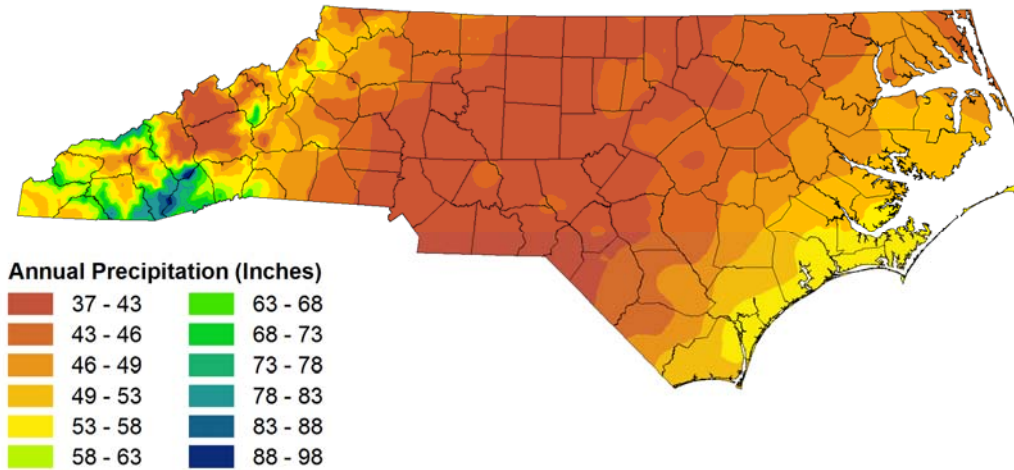 Annual Precipitation (Inches)
37 - 43
43 - 46
46 - 49
49 - 53
53 - 58
58 - 63
63 - 68
68 - 73
73 - 78
78 - 83
83 - 88
88 - 98